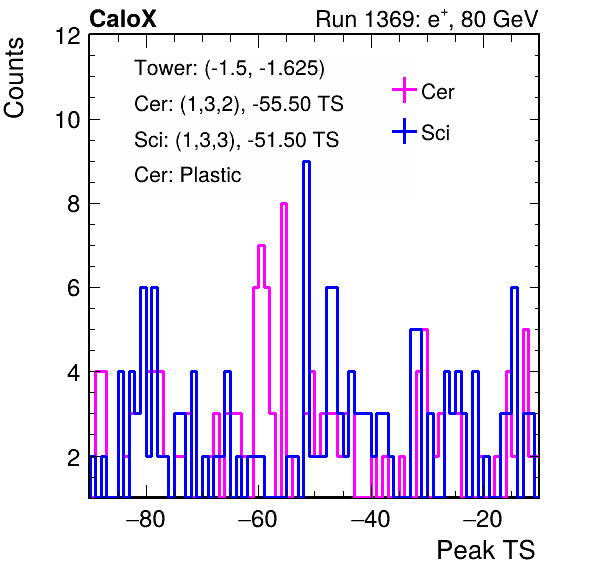 CaloX Run 1369: e+, 80 GeV
Counts
12
10
8
6
4
2
Tower: (-1.5, -1.625)
Cer: (1,3,2), -55.50 TS
Sci: (1,3,3), -51.50 TS
Cer: Plastic
Cer
Sci
−80 −60 −40 −20
Peak TS